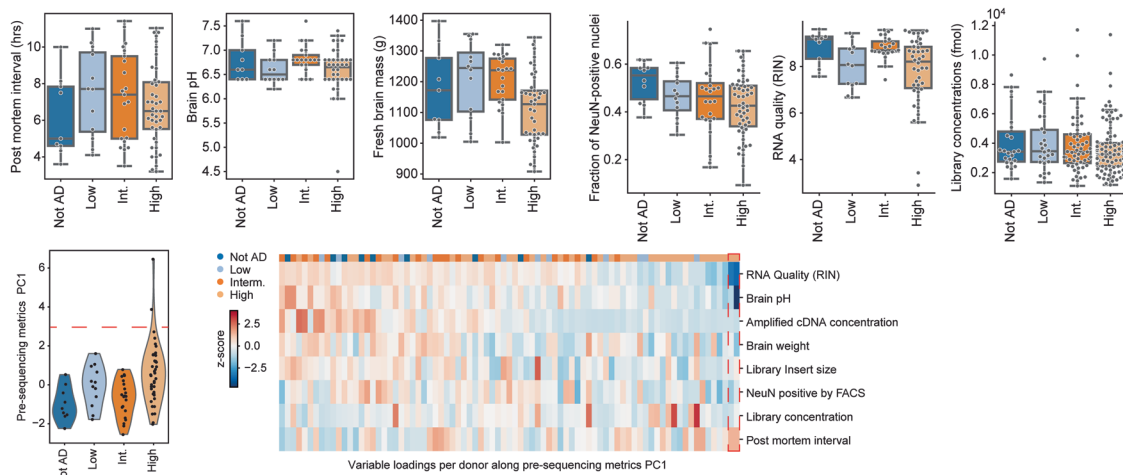 Post mortem interval (hrs)
10
8
6
4
Not AD
Low
Int.
High
Brain pH
7.5
7.0
6.5
6.0
5.5
5.0
4.5
Not AD
Low
Int.
High
Fresh brain mass (g)
1400
1300
1200
1100
1000
900
Not AD
Low
Int.
High
Fraction of NeuN-positive nuclei
0.6
0.4
0.2
Not AD
Low
Int.
High
RNA quality (RIN)
8
6
4
Not AD
Low
Int.
High
Library concentrations (fmol)
10⁴
1.2
1.0
0.8
0.6
0.4
0.2
Not AD
Low
Int.
High
Pre-sequencing metrics PC1
6
4
2
0
−2
Not AD
Low
Int.
High
Not AD
Low
Interm.
High
z-score
2.5
0.0
−2.5
RNA Quality (RIN)
Brain pH
Amplified cDNA concentration
Brain weight
Library Insert size
NeuN positive by FACS
Library concentration
Post mortem interval
Variable loadings per donor along pre-sequencing metrics PC1